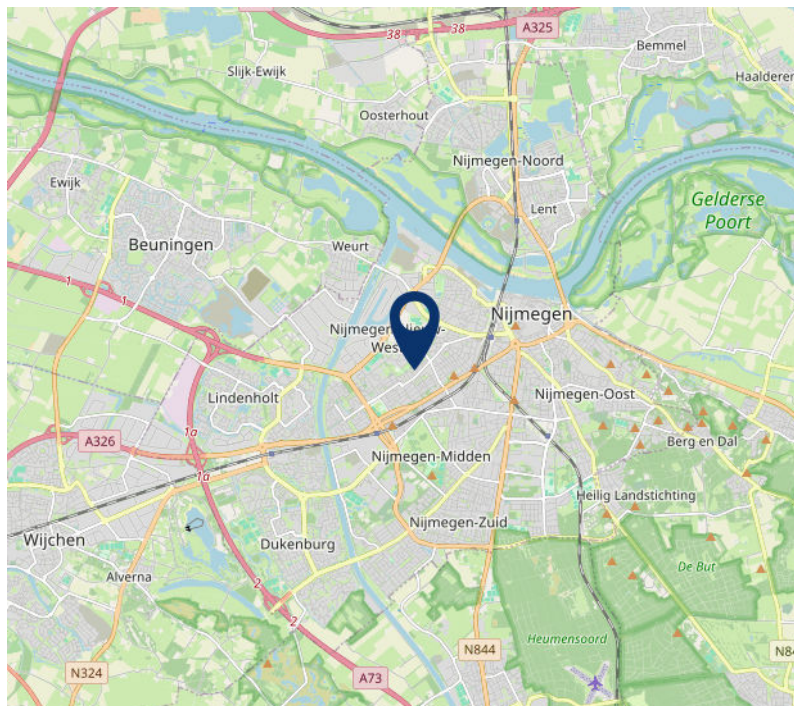 A325
38
38
Bemmel
Slijk-Ewijk
Haalderen
Oosterhout
Nijmegen-Noord
Ewijk
Gelderse
Poort
Lent
Beuningen
Weurt
1
1
Nijmegen
Lindenholt
Nijmegen-Oost
1a
A326
Berg en Dal
Nijmegen-Midden
1a
Heilig Landstichting
Nijmegen-Zuid
Wijchen
Dukenburg
De But
Alverna
2
2
Heumensoord
N844
N324
A73